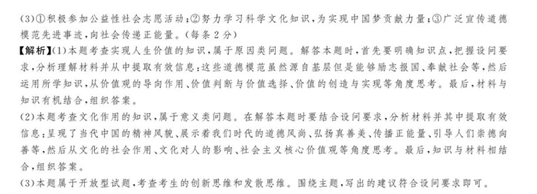 (3)①积极参加公益性社会志愿活动;②努力学习科学文化知识,为实现中国梦贡献力量;③广泛宣传道德
模范先进事迹,向社会传递正能量。(每条2分)
【解析】(1)本题考查实现人生价值的知识,属于原因类问题。解答本题时,首先要明确知识点,把握设问要
求,分析理解材料并从中提取有效信息:这些道德模范虽然源自基层但是能够励志报国、奉献社会等,然后
运用所学知识,从价值观的导向作用、价值判断与价值选择、价值的创造与实现等角度思考。最后,材料与
知识有机结合,组织答案。
(2)本题考查文化作用的知识,属于意义类问题。在解答本题时要结合设问要求,分析材料并其中提取有效
信息:呈现了当代中国的精神风貌、展示着我们时代的道德风尚、弘扬真善美、传播正能量、引导人们崇德向
善等,然后从文化的社会作用、文化对人的影响、社会主义核心价值观等角度思考。最后,知识与材料相结
合,组织答案。
(3)本题属于开放型试题,考查考生的创新思维和发散思维。围绕主题,写出的建议符合设问要求即可。